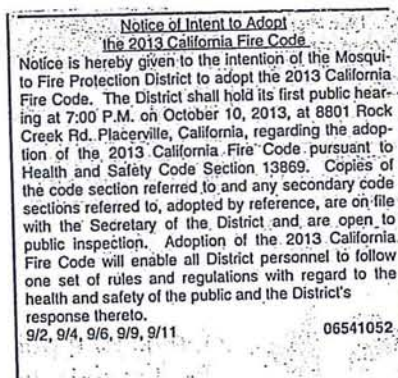 Notice of Intent to Adopt
the 2013 California Fire Code
Notice is hereby given to the intention of the Mosqui-
to Fire Protection District to adopt the 2013 California
Fire Code. The District shall hold its first public hear-
ing at 7:00 P.M. on October 10, 2013, at 8801 Rock
Creek Rd. Placerville, California, regarding the adop-
tion of the 2013 California Fire Code pursuant to
Health and Safety Code Section 13869. Copies of
the code section referred to and any secondary code
sections referred to, adopted by reference, are on file
with the Secretary of the District and are open to
public inspection. Adoption of the 2013 California
Fire Code will enable all District personnel to follow
one set of rules and regulations with regard to the
health and safety of the public and the District's
response thereto.
9/2, 9/4, 9/6, 9/9, 9/11 06541052